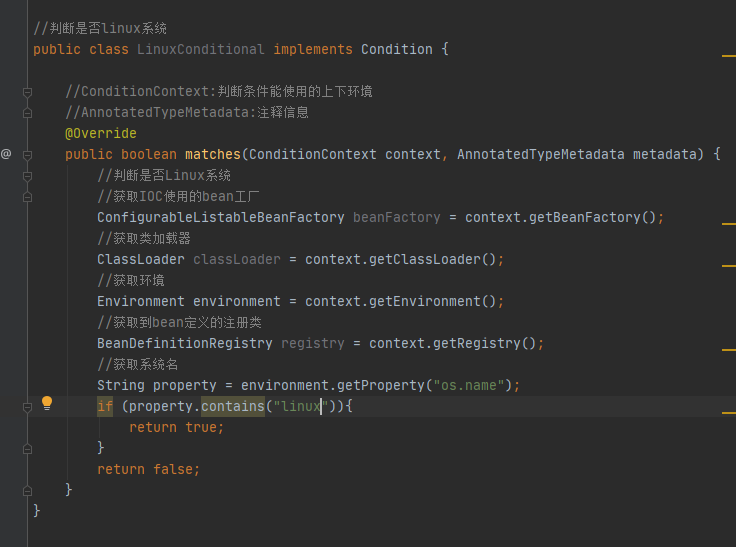 //判断是否linux系统
public class LinuxConditional implements Condition {
//ConditionContext:判断条件能使用的上下环境
//AnnotatedTypeMetadata:注释信息
@Override
@ public boolean matches(ConditionContext context, AnnotatedTypeMetadata metadata) {
//判断是否Linux系统
//获取IOC使用的bean工厂
ConfigurableListableBeanFactory beanFactory = context.getBeanFactory();
//获取类加载器
ClassLoader classLoader = context.getClassLoader();
//获取环境
Environment environment = context.getEnvironment();
//获取到bean定义的注册类
BeanDefinitionRegistry registry = context.getRegistry();
//获取系统名
String property = environment.getProperty("os.name");
if (property.contains("linux")){
return true;
}
return false;
}
}